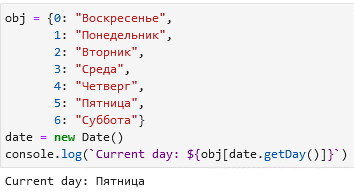 obj = {0: "Воскресенье",
1: "Понедельник",
2: "Вторник",
3: "Среда",
4: "Четверг",
5: "Пятница",
6: "Суббота"}
date = new Date()
console.log(`Current day: ${obj[date.getDay()]}`)
Current day: Пятница